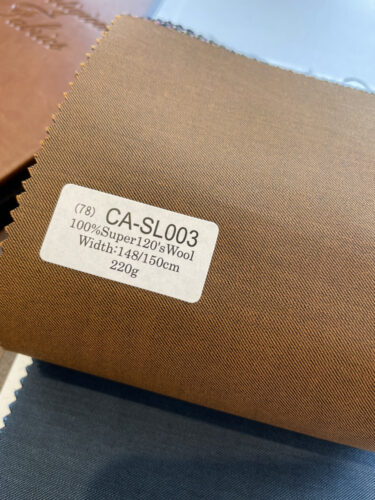 (78) CA-SL003
100%Super120'sWool
Width:148/150cm
220g